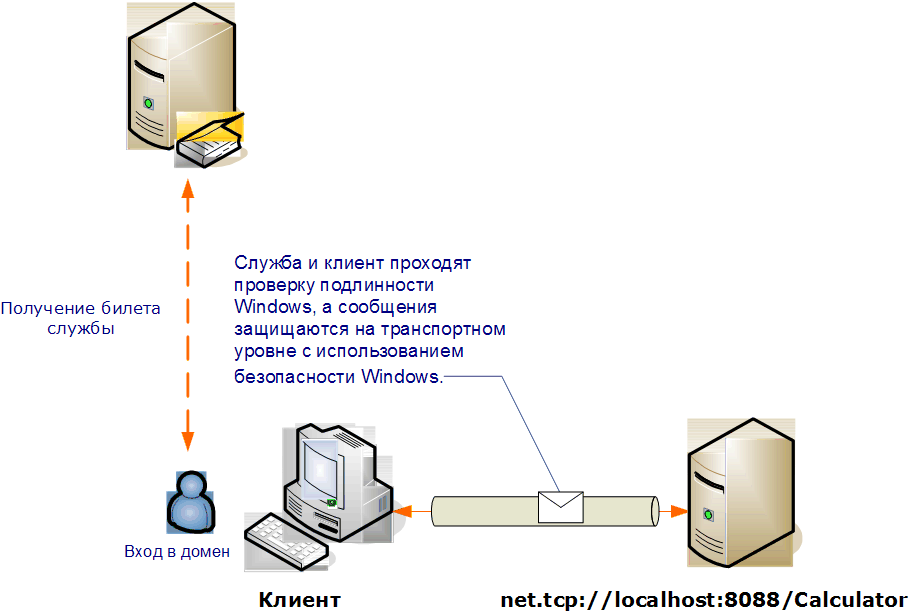 Служба и клиент проходят
проверку подлинности
Windows, а сообщения
защищаются на транспортном
уровне с использованием
безопасности Windows.
Получение билета
службы
Вход в домен
Клиент
net.tcp://localhost:8088/Calculator